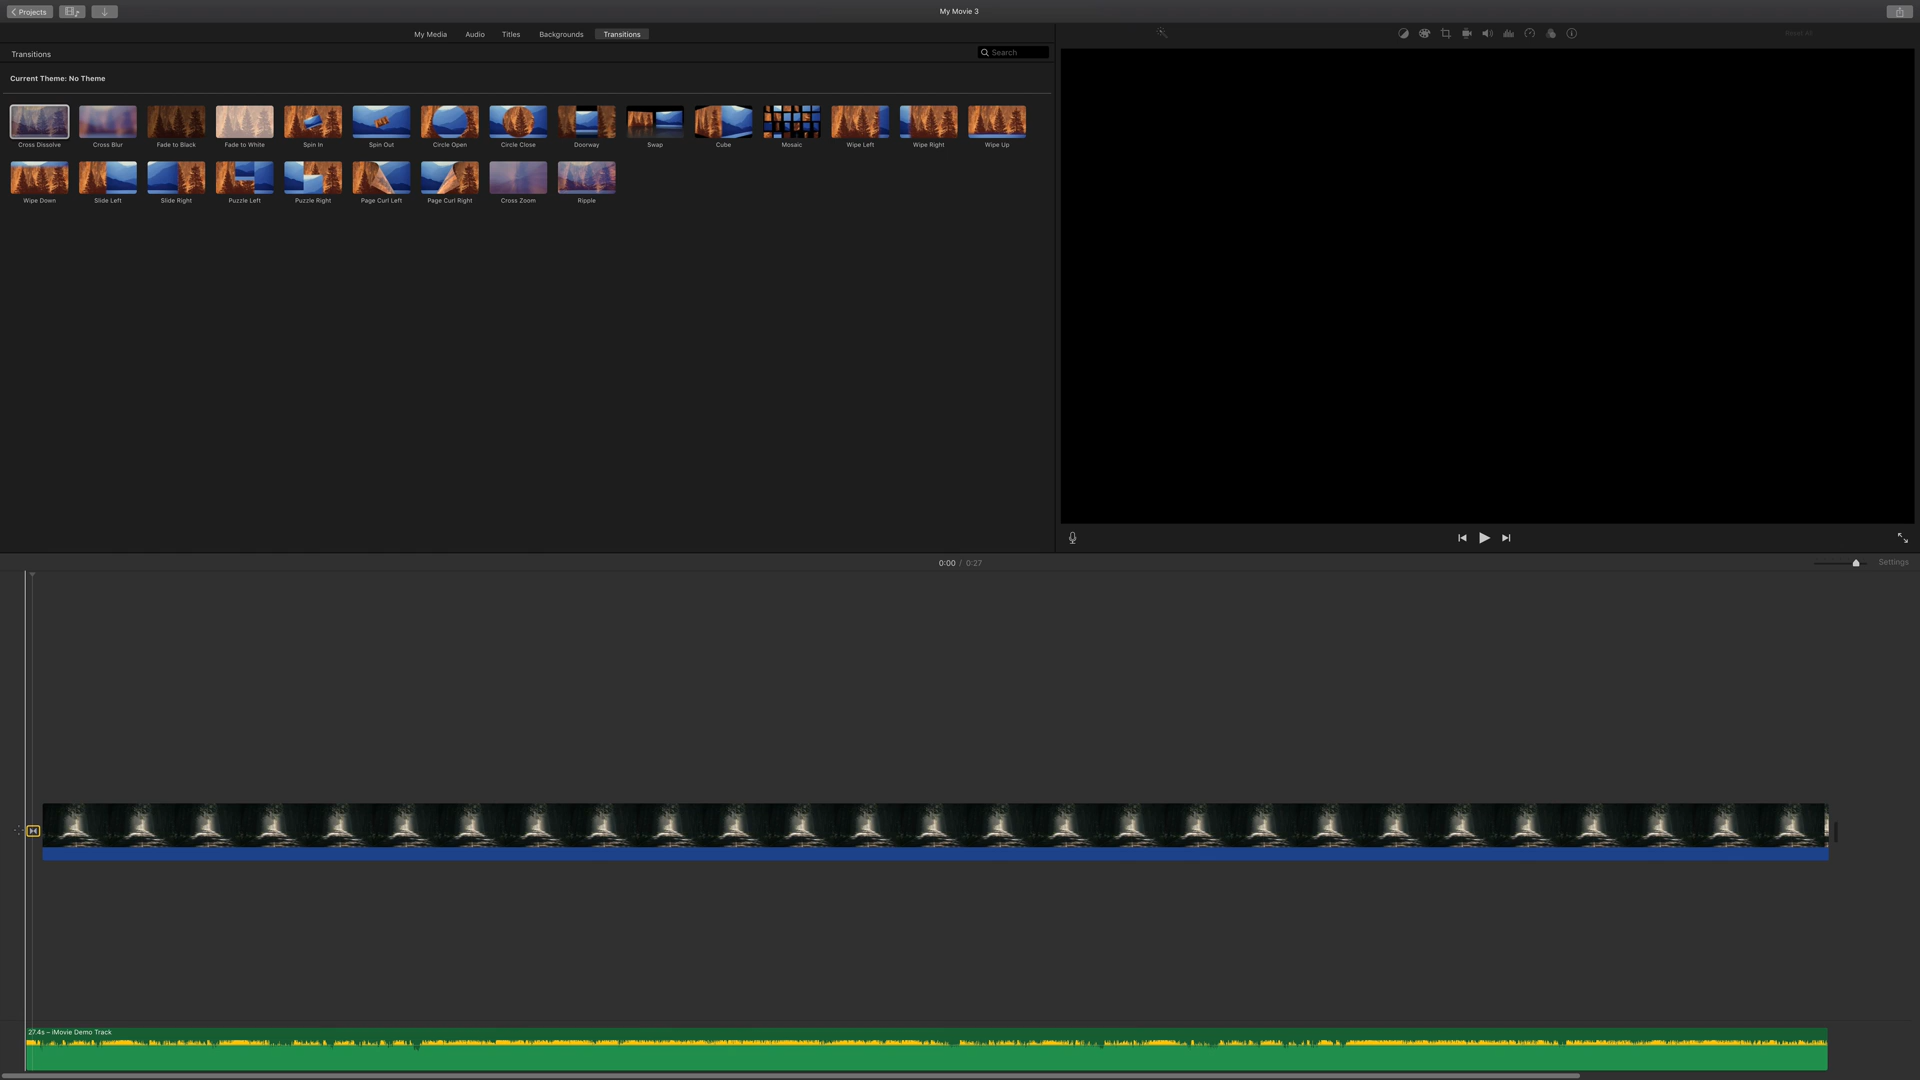 Projects
My Movie 3
My Media Audio Titles Backgrounds Transitions
Reset All
Transitions
Search
Current Theme: No Theme
Cross Dissolve Cross Blur Fade to Black Fade to White Spin In Spin Out Circle Open Circle Close Doorway Swap Cube Mosaic Wipe Left Wipe Right Wipe Up
Wipe Down Slide Left Slide Right Puzzle Left Puzzle Right Page Curl Left Page Curl Right Cross Zoom Ripple
0:00 / 0:27
Settings
27.4s – iMovie Demo Track